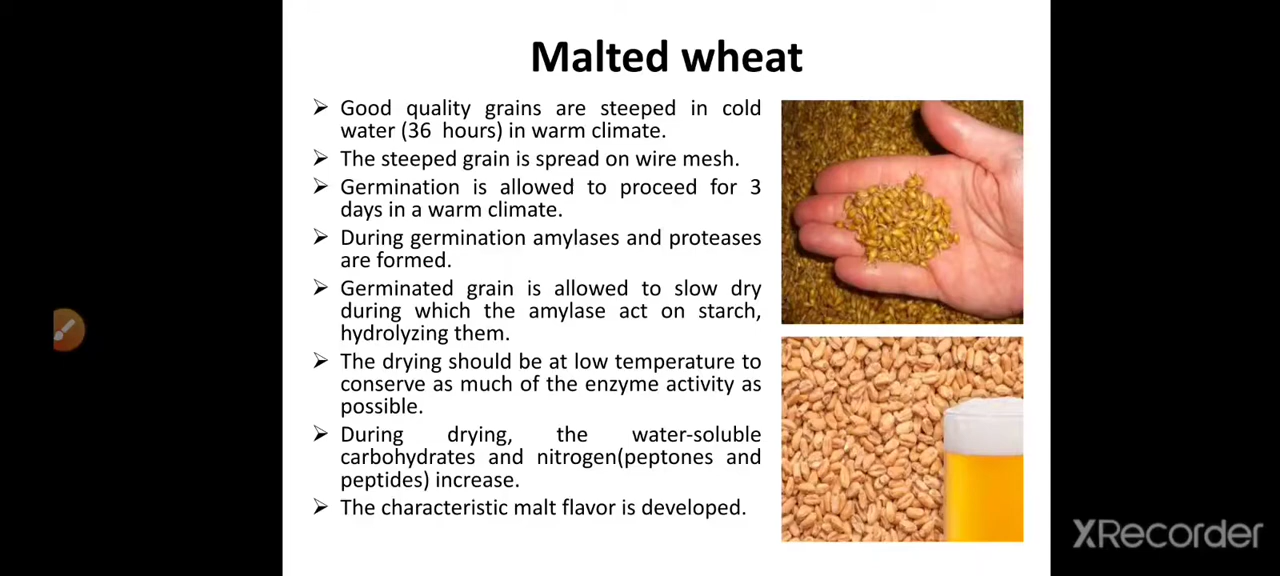 Malted wheat
➢ Good quality grains are steeped in cold
water (36 hours) in warm climate.
➢ The steeped grain is spread on wire mesh.
➢ Germination is allowed to proceed for 3
days in a warm climate.
➢ During germination amylases and proteases
are formed.
➢ Germinated grain is allowed to slow dry
during which the amylase act on starch,
hydrolyzing them.
➢ The drying should be at low temperature to
conserve as much of the enzyme activity as
possible.
➢ During drying, the water-soluble
carbohydrates and nitrogen(peptones and
peptides) increase.
➢ The characteristic malt flavor is developed.
XRecorder